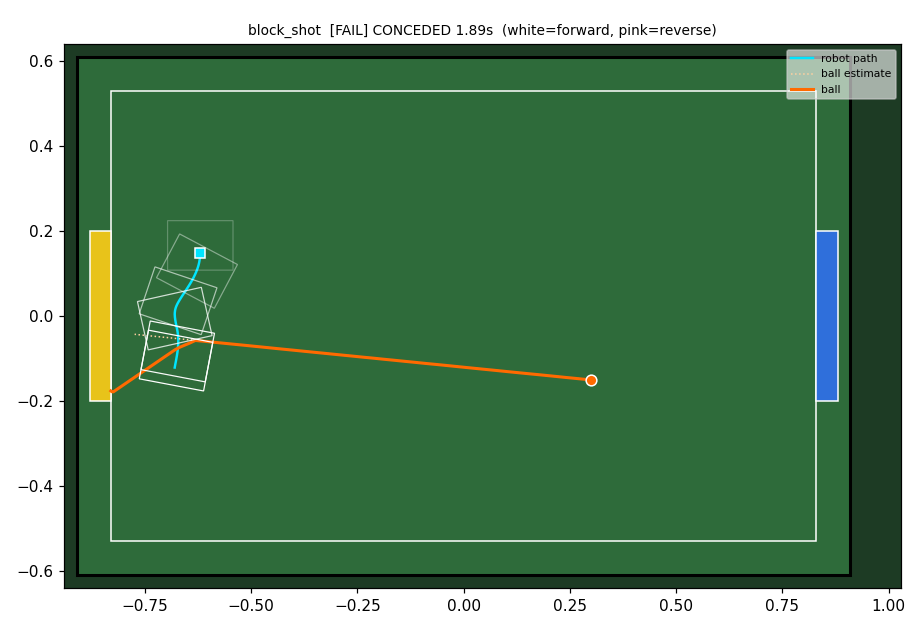 block_shot  [FAIL] CONCEDED 1.89s  (white=forward, pink=reverse)
robot path
ball estimate
ball
0.6
0.4
0.2
0.0
−0.2
−0.4
−0.6
−0.75 −0.50 −0.25 0.00 0.25 0.50 0.75 1.00